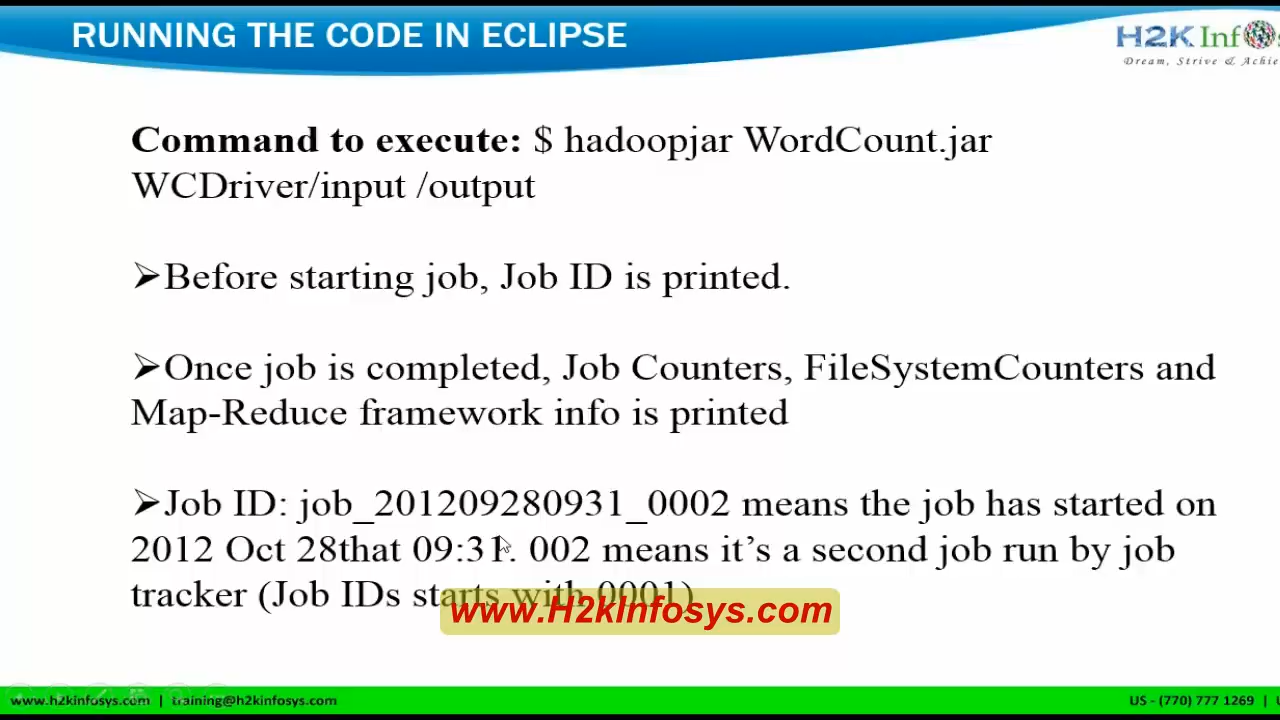 RUNNING THE CODE IN ECLIPSE
H2K Infos
Dream, Strive & Achie
Command to execute: $ hadoopjar WordCount.jar
WCDriver/input /output
➢Before starting job, Job ID is printed.
➢Once job is completed, Job Counters, FileSystemCounters and
Map-Reduce framework info is printed
➢Job ID: job_201209280931_0002 means the job has started on
2012 Oct 28that 09:31. 002 means it's a second job run by job
tracker (Job IDs starts with 0001)
www.H2kInfosys.com
www.h2kinfosys.com | training@h2kinfosys.com
US - (770) 777 1269 |